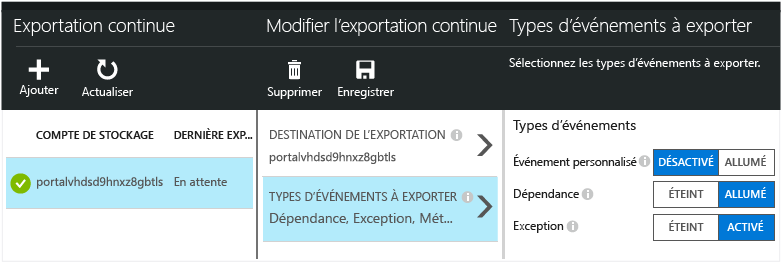 Exportation continue
Ajouter
Actualiser
COMPTE DE STOCKAGE DERNIÈRE EXP...
portalvhdsd9hnxz8gbtls En attente
Modifier l'exportation continue
Supprimer
Enregistrer
DESTINATION DE L'EXPORTATION
portalvhdsd9hnxz8gbtls
TYPES D'ÉVÉNEMENTS À EXPORTER
Dépendance, Exception, Mét...
Types d'événements à exporter
Sélectionnez les types d'événements à exporter.
Types d'événements
Événement personnalisé DÉSACTIVÉ ALLUMÉ
Dépendance ÉTEINT ALLUMÉ
Exception ÉTEINT ACTIVÉ